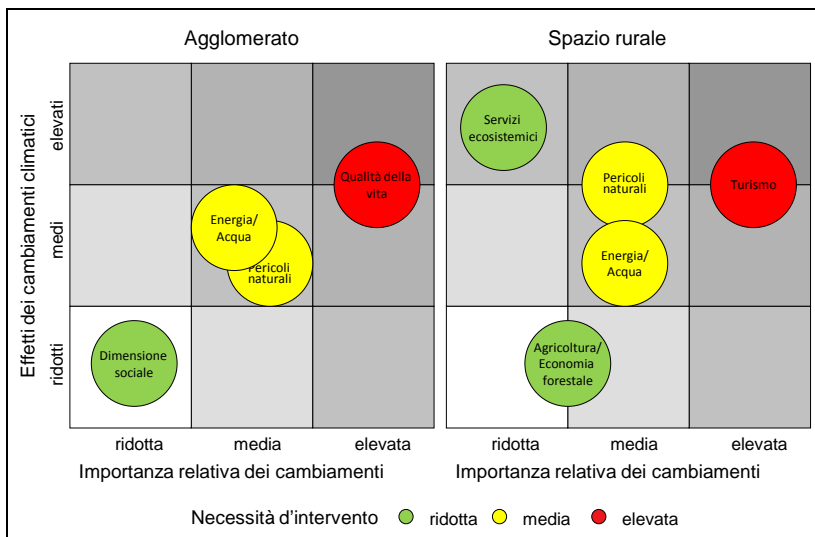 Agglomerato
Spazio rurale
Effetti dei cambiamenti climatici
elevati
medi
ridotti
Qualità della
vita
Energia/
Acqua
Pericoli
naturali
Dimensione
sociale
Servizi
ecosistemici
Pericoli
naturali
Turismo
Energia/
Acqua
Agricoltura/
Economia
forestale
ridotta media elevata
ridotta media elevata
Importanza relativa dei cambiamenti
Importanza relativa dei cambiamenti
Necessità d'intervento ridotta media elevata